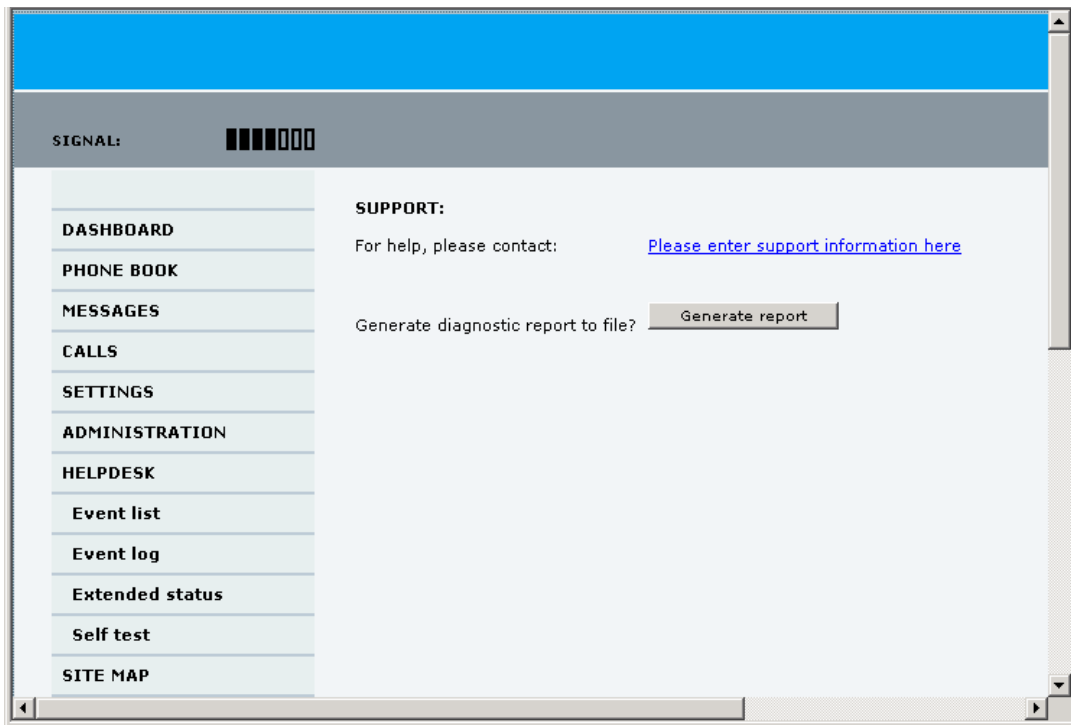 SIGNAL:
DASHBOARD
PHONE BOOK
MESSAGES
CALLS
SETTINGS
ADMINISTRATION
HELPDESK
Event list
Event log
Extended status
Self test
SITE MAP
SUPPORT:
For help, please contact: Please enter support information here
Generate diagnostic report to file? Generate report